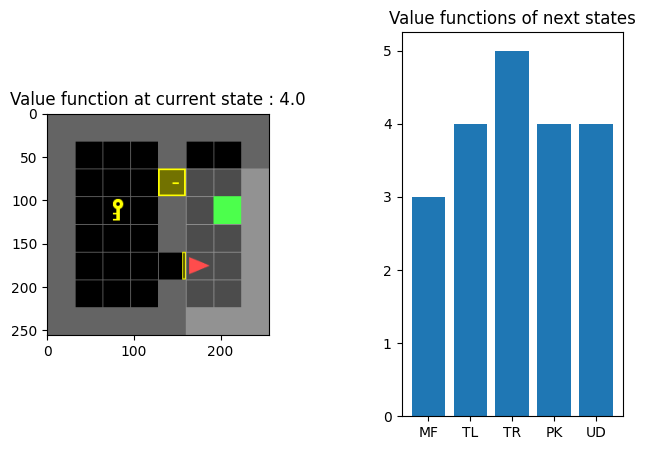 Value functions of next states
Value function at current state : 4.0
0
50
100
150
200
250
0
100
200
5
4
3
2
1
0
MF
TL
TR
PK
UD